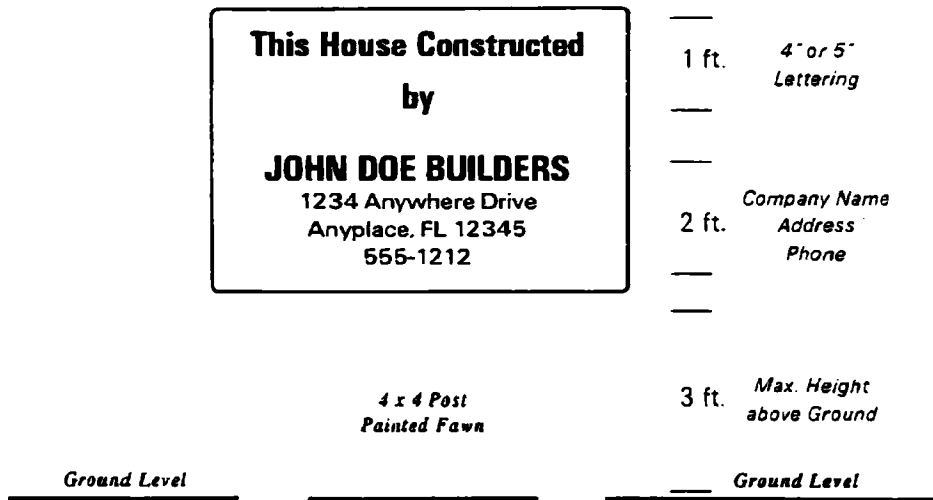 This House Constructed
by
JOHN DOE BUILDERS
1234 Anywhere Drive
Anyplace, FL 12345
555-1212
1 ft.
4" or 5"
Lettering
2 ft.
Company Name
Address
Phone
3 ft.
Max. Height
above Ground
4 x 4 Post
Painted Fawn
Ground Level
Ground Level